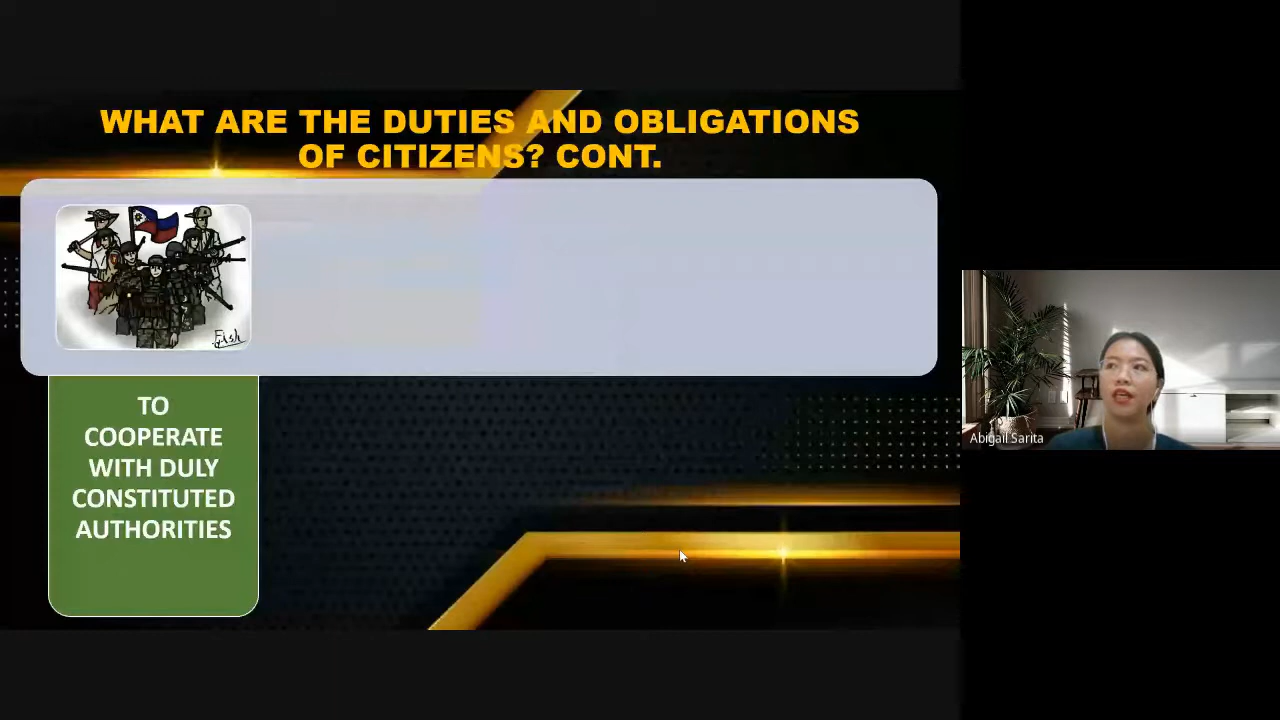 WHAT ARE THE DUTIES AND OBLIGATIONS
OF CITIZENS? CONT.
TO
COOPERATE
WITH DULY
CONSTITUTED
AUTHORITIES
Abigail Sarita